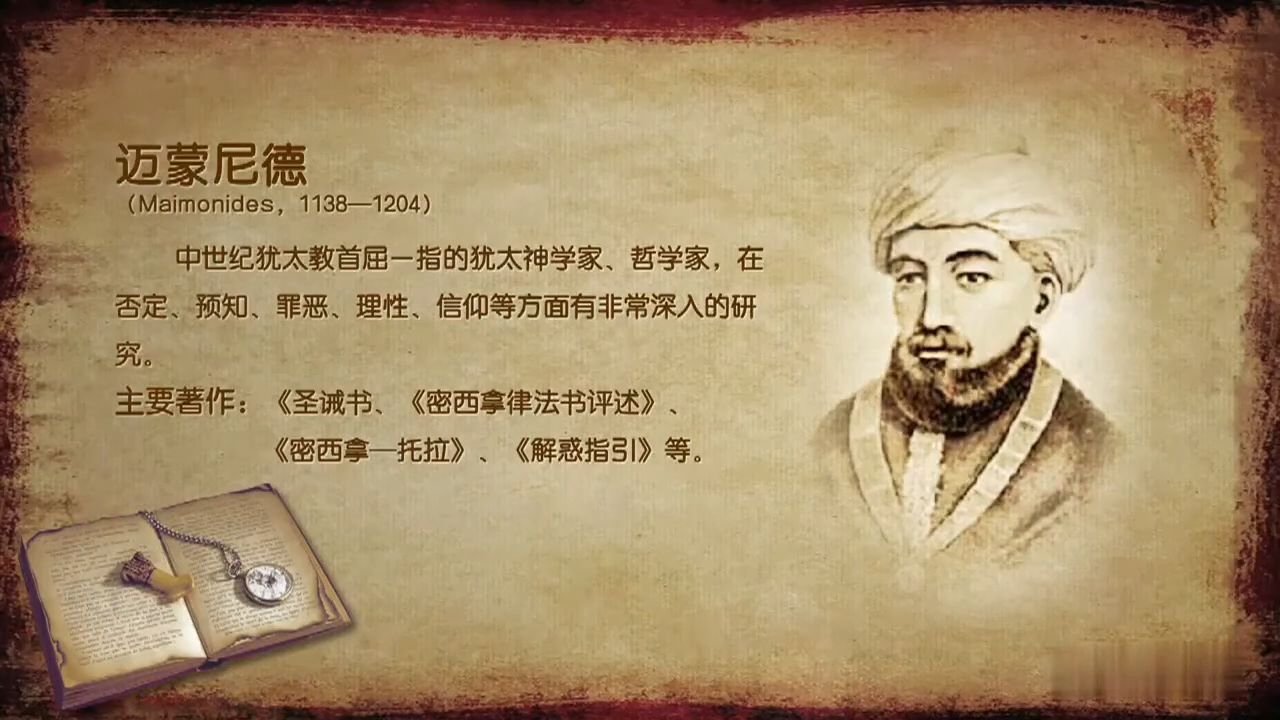 迈蒙尼德
（Maimonides，1138—1204）
中世纪犹太教首屈一指的犹太神学家、哲学家，在
否定、预知、罪恶、理性、信仰等方面有非常深入的研
究。
主要著作：《圣诫书、《密西拿律法书评述》、
《密西拿—托拉》、《解惑指引》等。